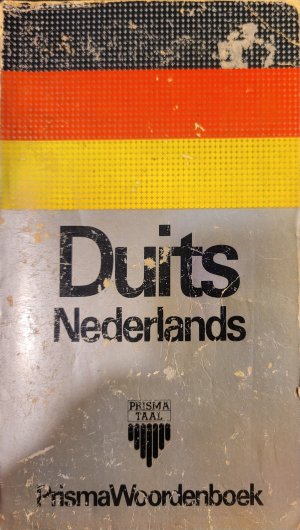 Duits
Nederlands
PRISMA
TAAL
PrismaWoordenboek